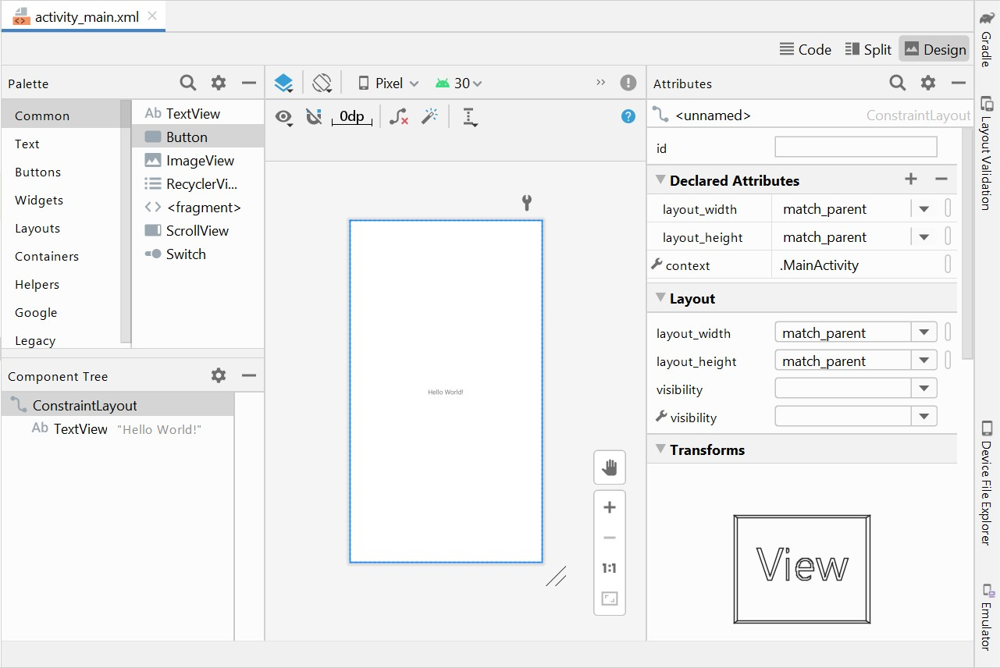 activity_main.xml
Code
Split
Design
Palette
Common
Text
Buttons
Widgets
Layouts
Containers
Helpers
Google
Legacy
Ab TextView
Button
ImageView
RecyclerVi...
<fragment>
ScrollView
Switch
Component Tree
ConstraintLayout
Ab TextView "Hello World!"
Pixel
30
0dp
?
Hello World!
1:1
Attributes
<unnamed>
ConstraintLayout
id
Declared Attributes
layout_width match_parent
layout_height match_parent
context .MainActivity
Layout
layout_width match_parent
layout_height match_parent
visibility
visibility
Transforms
View
Gradle
Layout Validation
Device File Explorer
Emulator